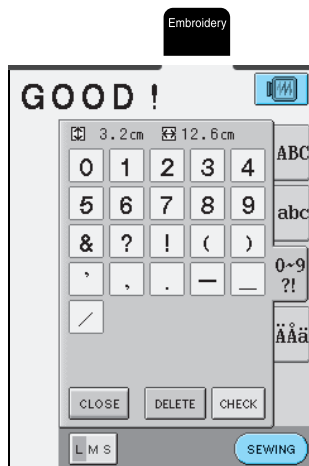 Embroidery
GOOD!
3.2cm 12.6cm
0 1 2 3 4
ABC
5 6 7 8 9
abc
& ? ! ( )
0~9
?!
' , . — _
/
ÄÅä
CLOSE DELETE CHECK
L M S SEWING